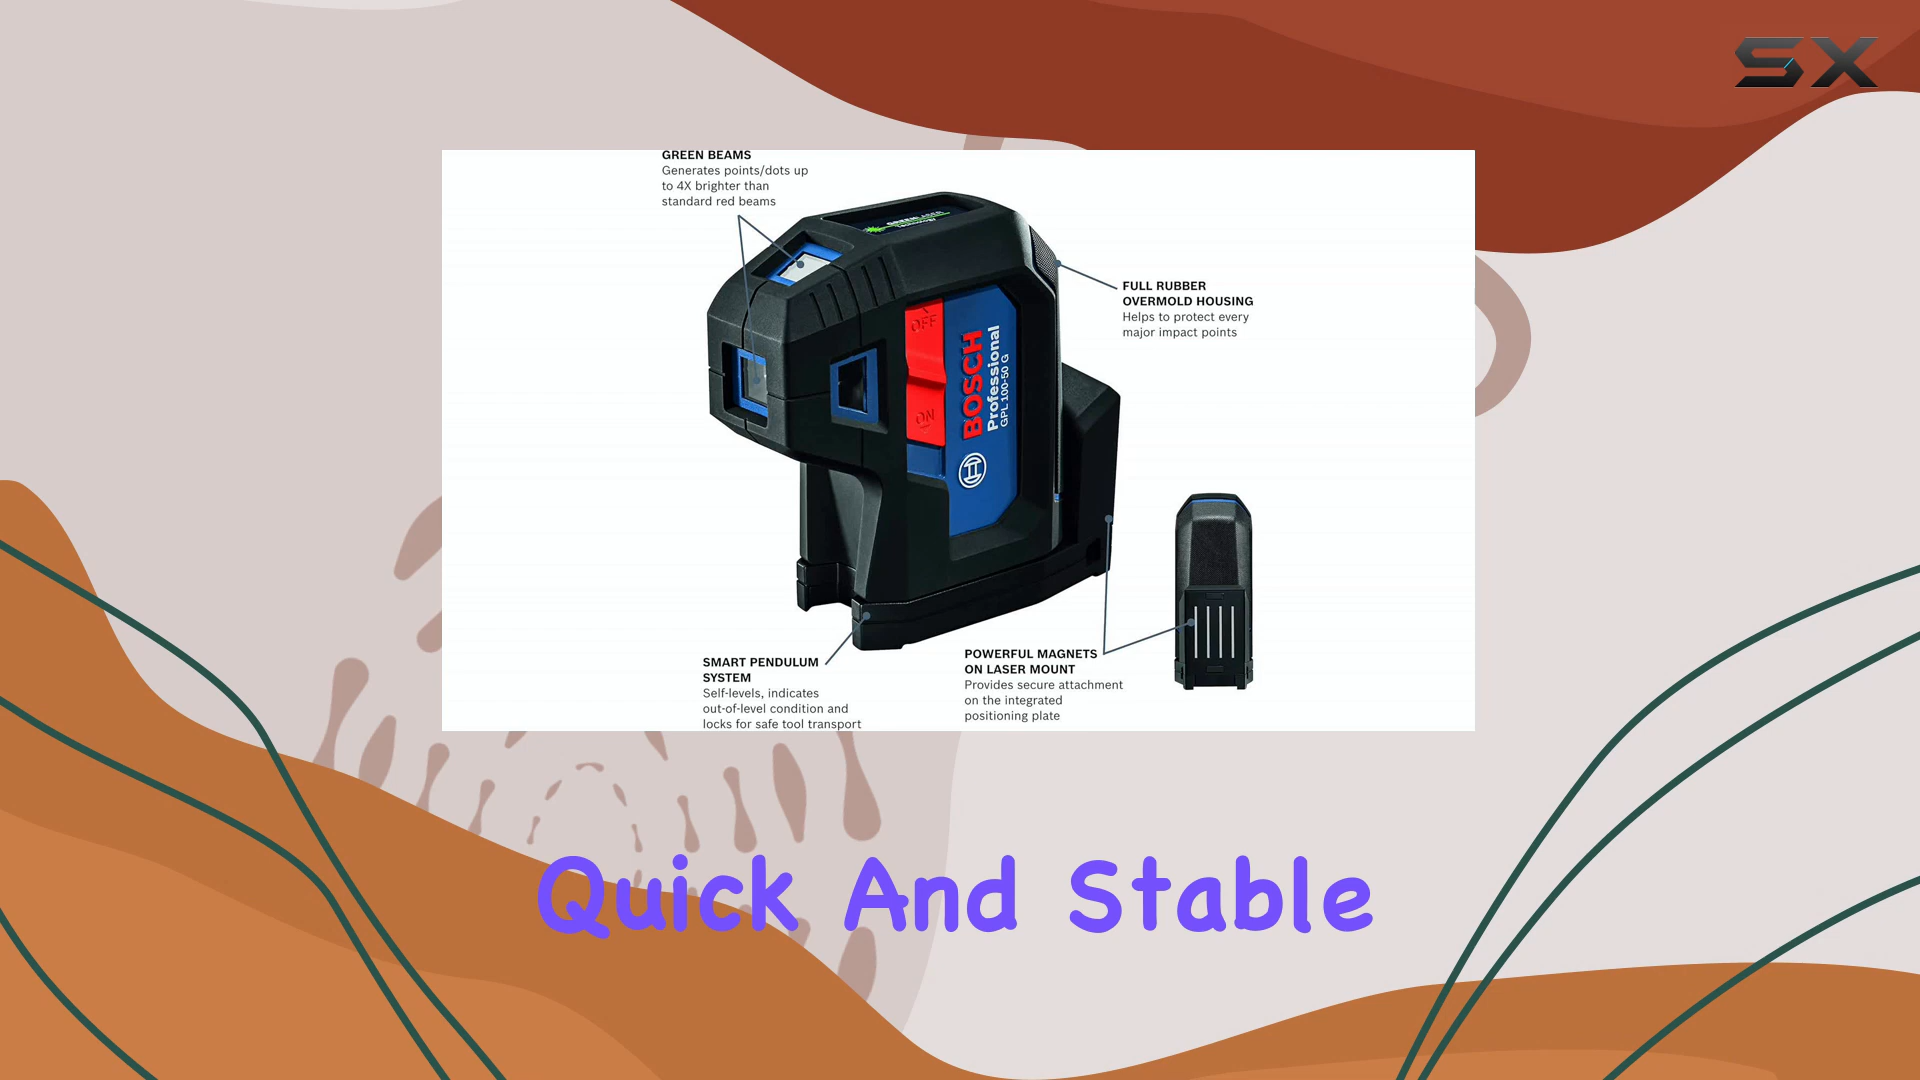 SX
GREEN BEAMS
Generates points/dots up
to 4X brighter than
standard red beams
GREEN LASER
Technology
FULL RUBBER
OVERMOLD HOUSING
Helps to protect every
major impact points
OFF
ON
BOSCH
Professional
GPL 100-50 G
SMART PENDULUM
SYSTEM
Self-levels, indicates
out-of-level condition and
locks for safe tool transport
POWERFUL MAGNETS
ON LASER MOUNT
Provides secure attachment
on the integrated
positioning plate
Quick And Stable